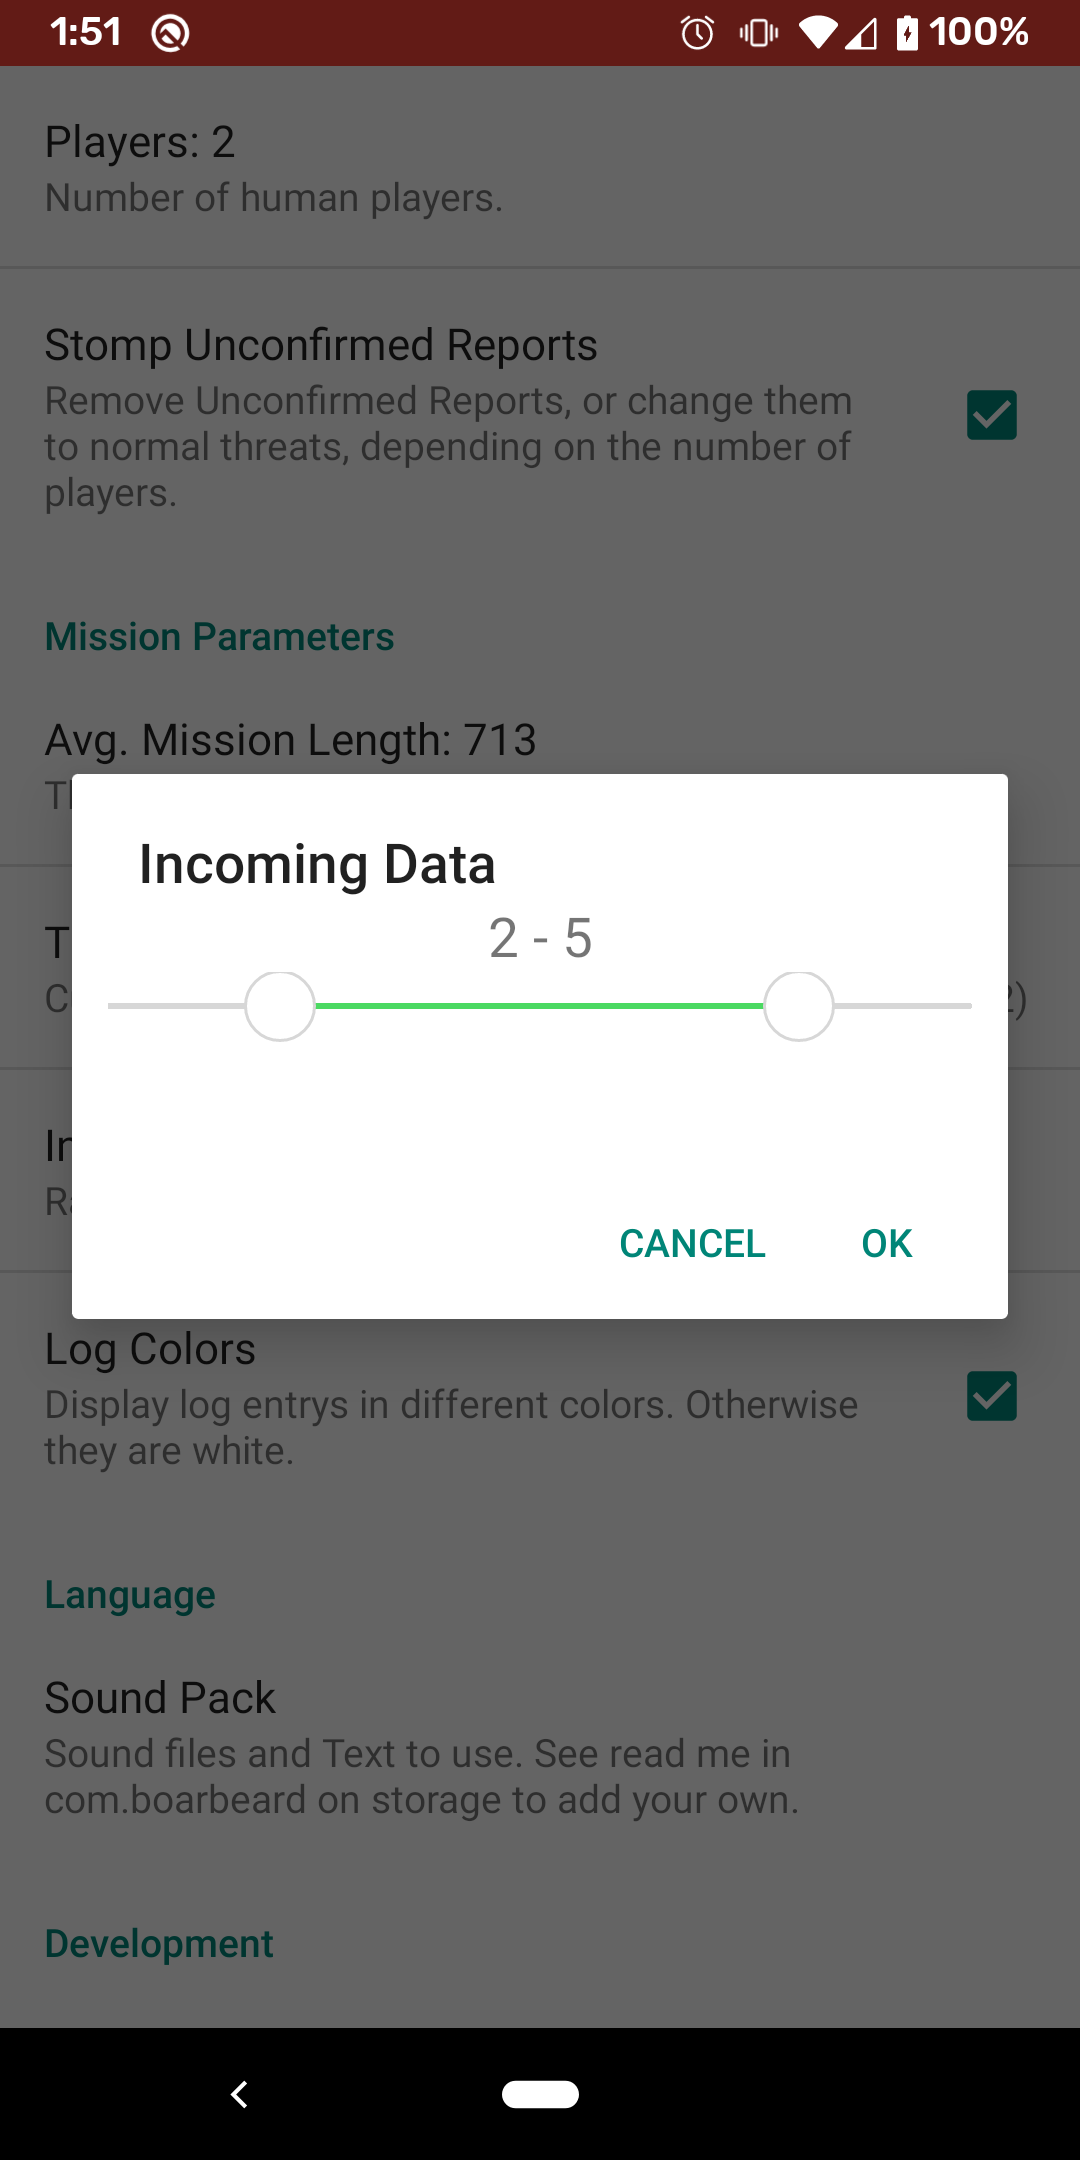 1:51
100%
Players: 2
Number of human players.
Stomp Unconfirmed Reports
Remove Unconfirmed Reports, or change them
to normal threats, depending on the number of
players.
Mission Parameters
Avg. Mission Length: 713
Incoming Data
2 - 5
CANCEL OK
Log Colors
Display log entrys in different colors. Otherwise
they are white.
Language
Sound Pack
Sound files and Text to use. See read me in
com.boarbeard on storage to add your own.
Development